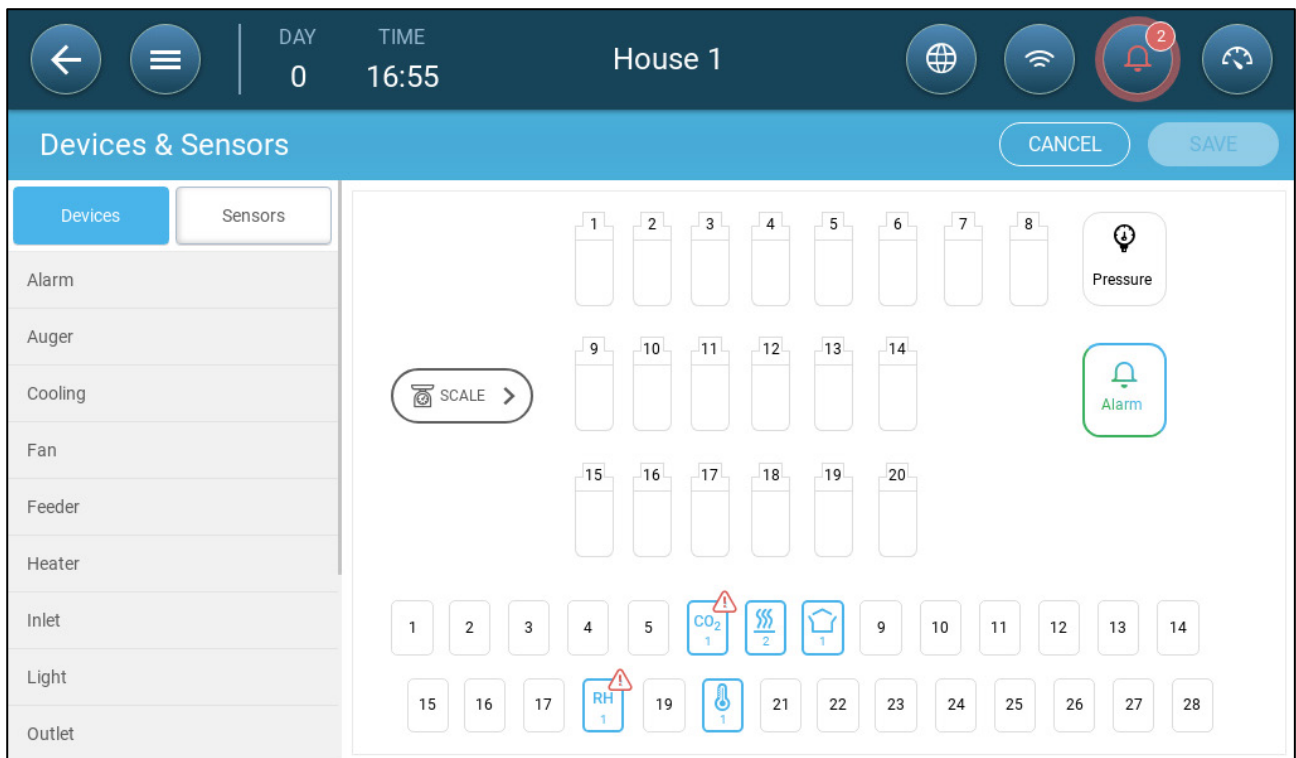 DAY TIME
0 16:55 House 1 2
Devices & Sensors CANCEL SAVE
Devices Sensors
Alarm
Auger
Cooling
Fan
Feeder
Heater
Inlet
Light
Outlet
1 2 3 4 5 6 7 8
Pressure
9 10 11 12 13 14
SCALE
Alarm
15 16 17 18 19 20
1 2 3 4 5 CO₂ 1 2 1 9 10 11 12 13 14
15 16 17 RH 1 19 1 21 22 23 24 25 26 27 28